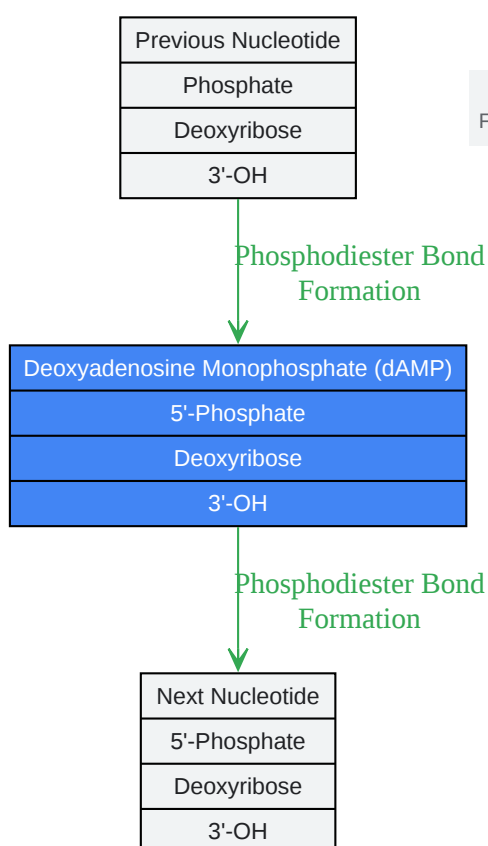 Previous Nucleotide
Phosphate
Deoxyribose
3'-OH
Phosphodiester Bond
Formation
Deoxyadenosine Monophosphate (dAMP)
5'-Phosphate
Deoxyribose
3'-OH
Phosphodiester Bond
Formation
Next Nucleotide
5'-Phosphate
Deoxyribose
3'-OH